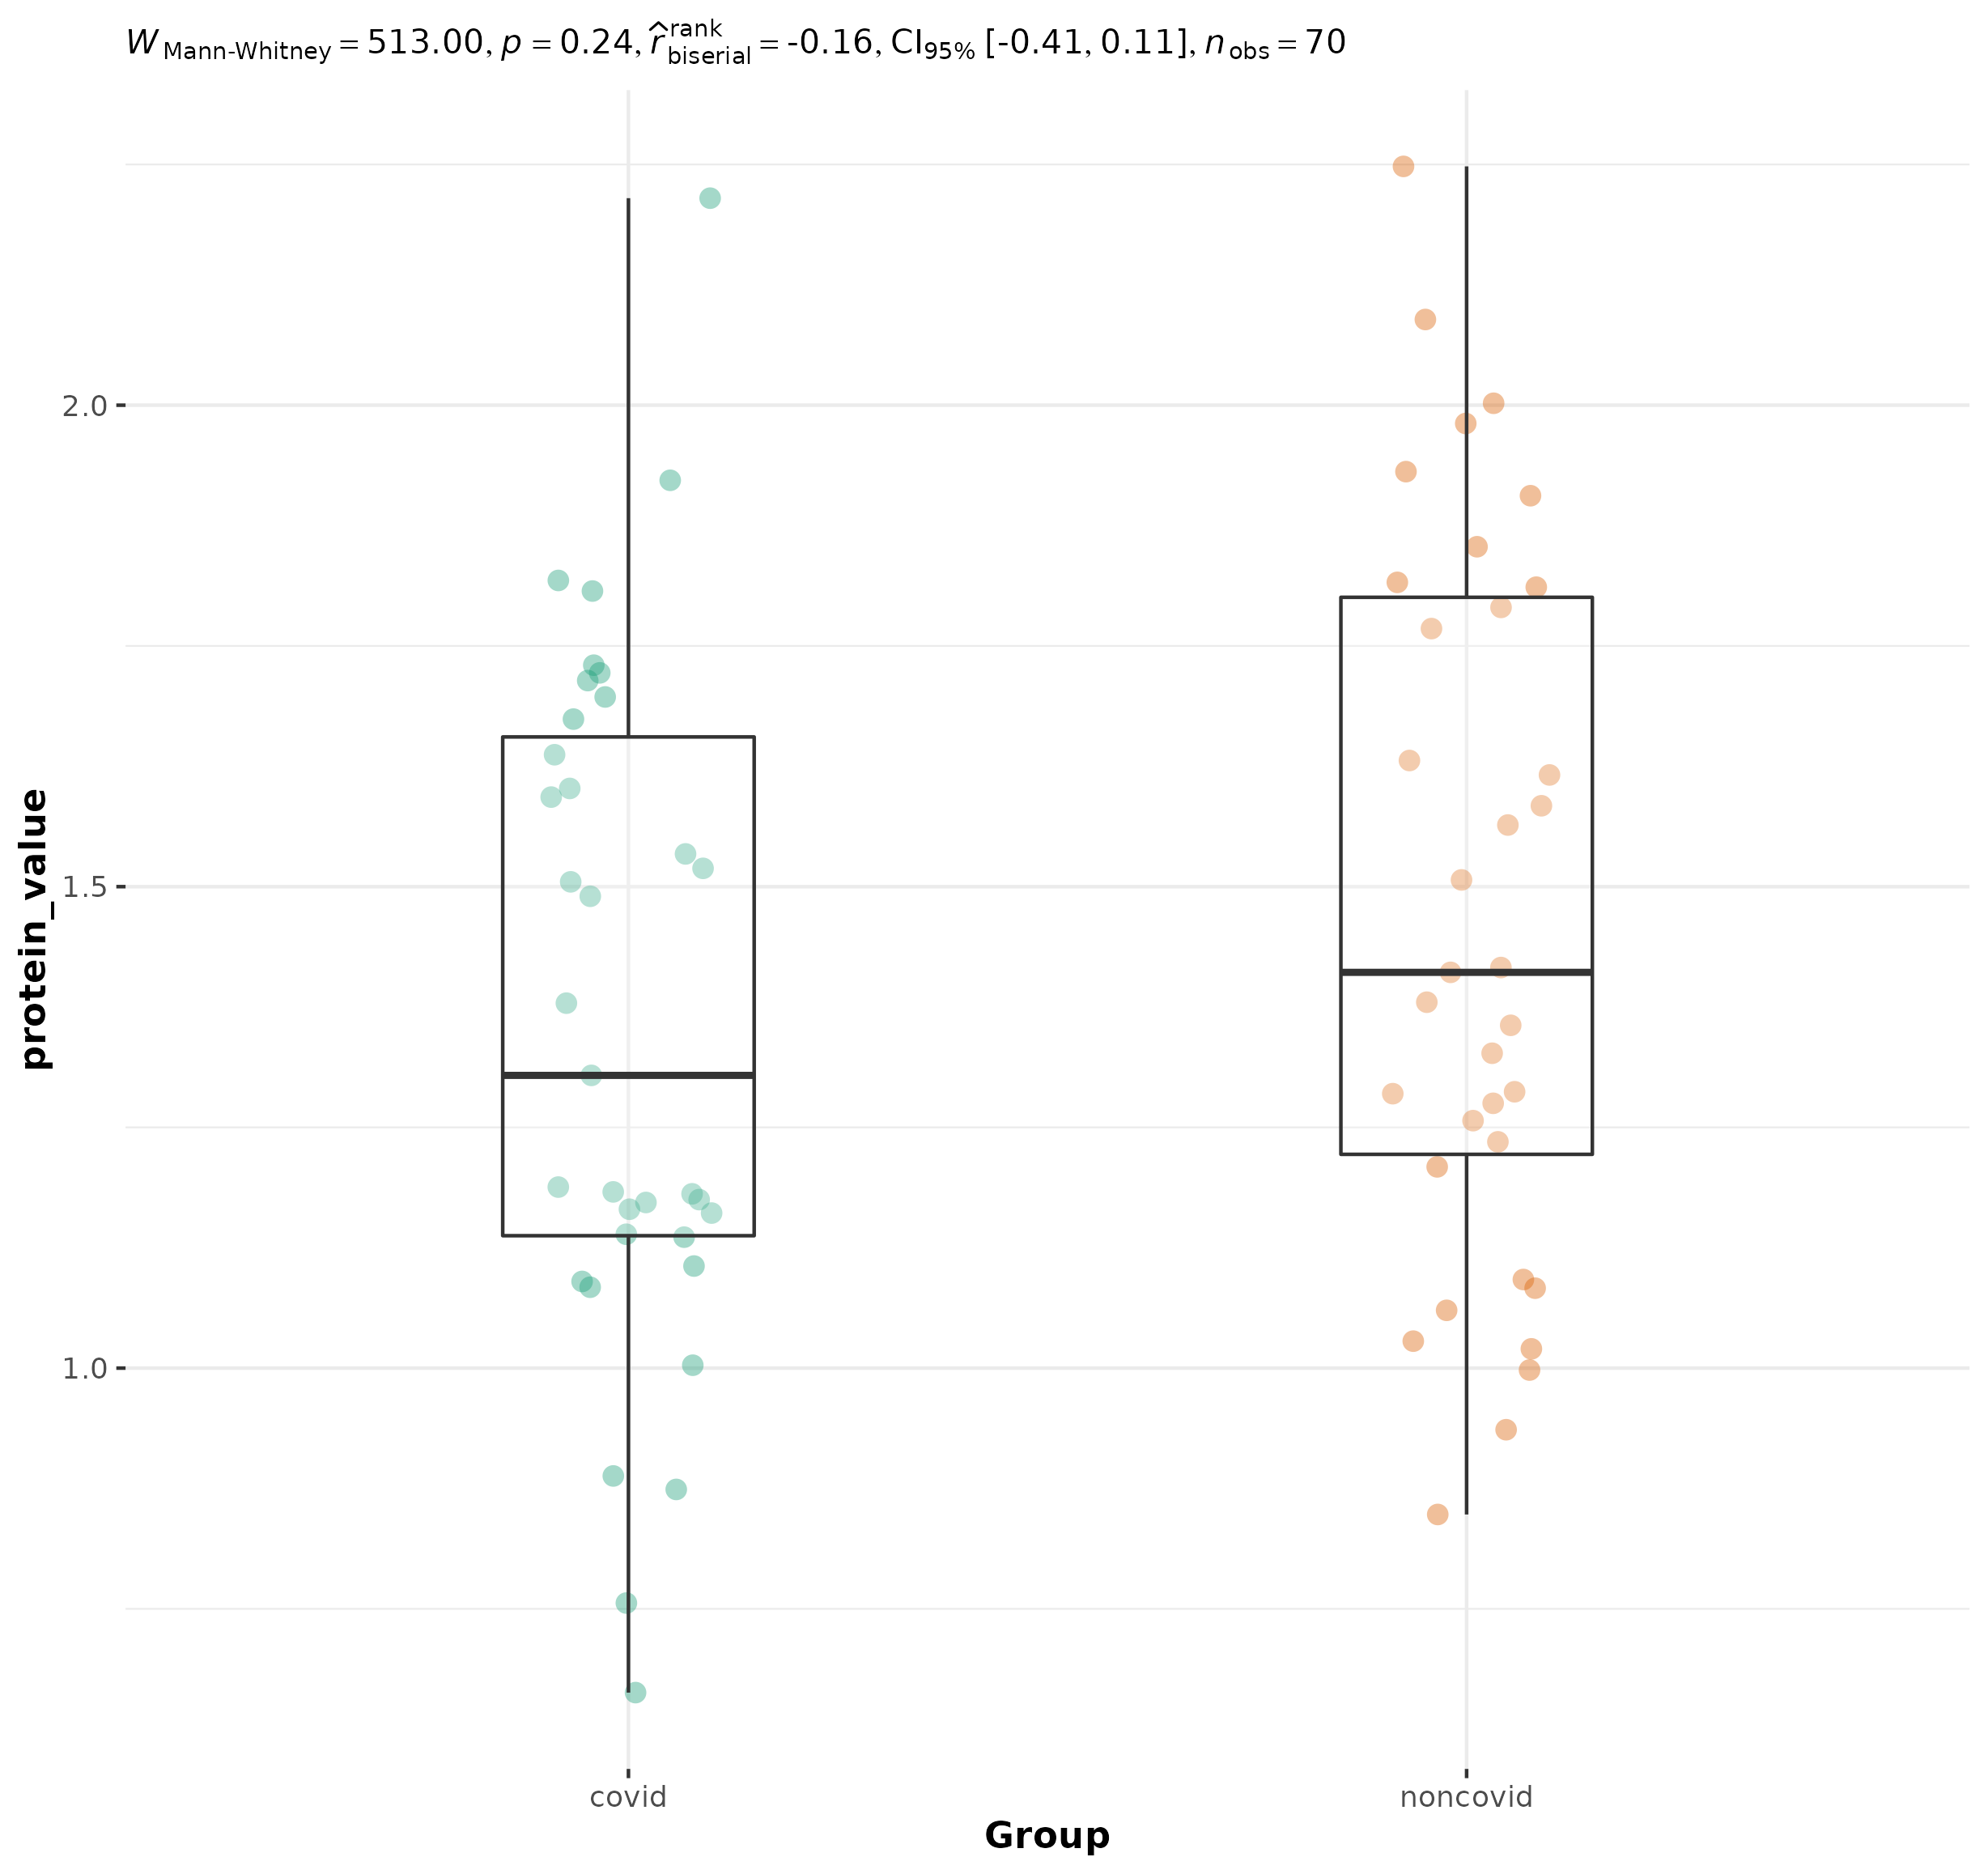 W Mann-Whitney = 513.00, p = 0.24, r̂ rank biserial = -0.16, CI95% [-0.41, 0.11], n obs = 70
protein_value
2.0
1.5
1.0
covid noncovid
Group